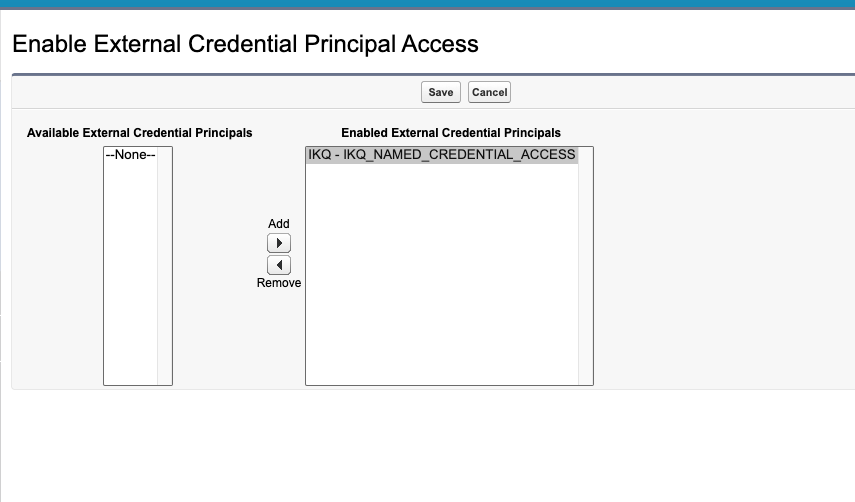 Enable External Credential Principal Access
Save Cancel
Available External Credential Principals Enabled External Credential Principals
--None-- IKQ - IKQ_NAMED_CREDENTIAL_ACCESS
Add
Remove